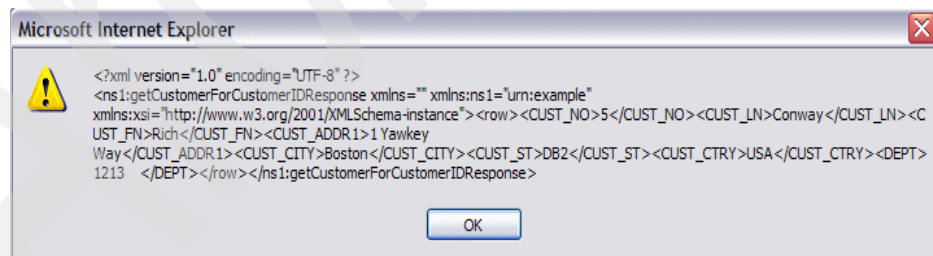 Microsoft Internet Explorer
<?xml version="1.0" encoding="UTF-8" ?>
<ns1:getCustomerForCustomerIDResponse xmlns="" xmlns:ns1="urn:example"
xmlns:xsi="http://www.w3.org/2001/XMLSchema-instance"><row><CUST_NO>5</CUST_NO><CUST_LN>Conway</CUST_LN><C
UST_FN>Rich</CUST_FN><CUST_ADDR1>1 Yawkey
Way</CUST_ADDR1><CUST_CITY>Boston</CUST_CITY><CUST_ST>DB2</CUST_ST><CUST_CTRY>USA</CUST_CTRY><DEPT>
1213 </DEPT></row></ns1:getCustomerForCustomerIDResponse>
OK